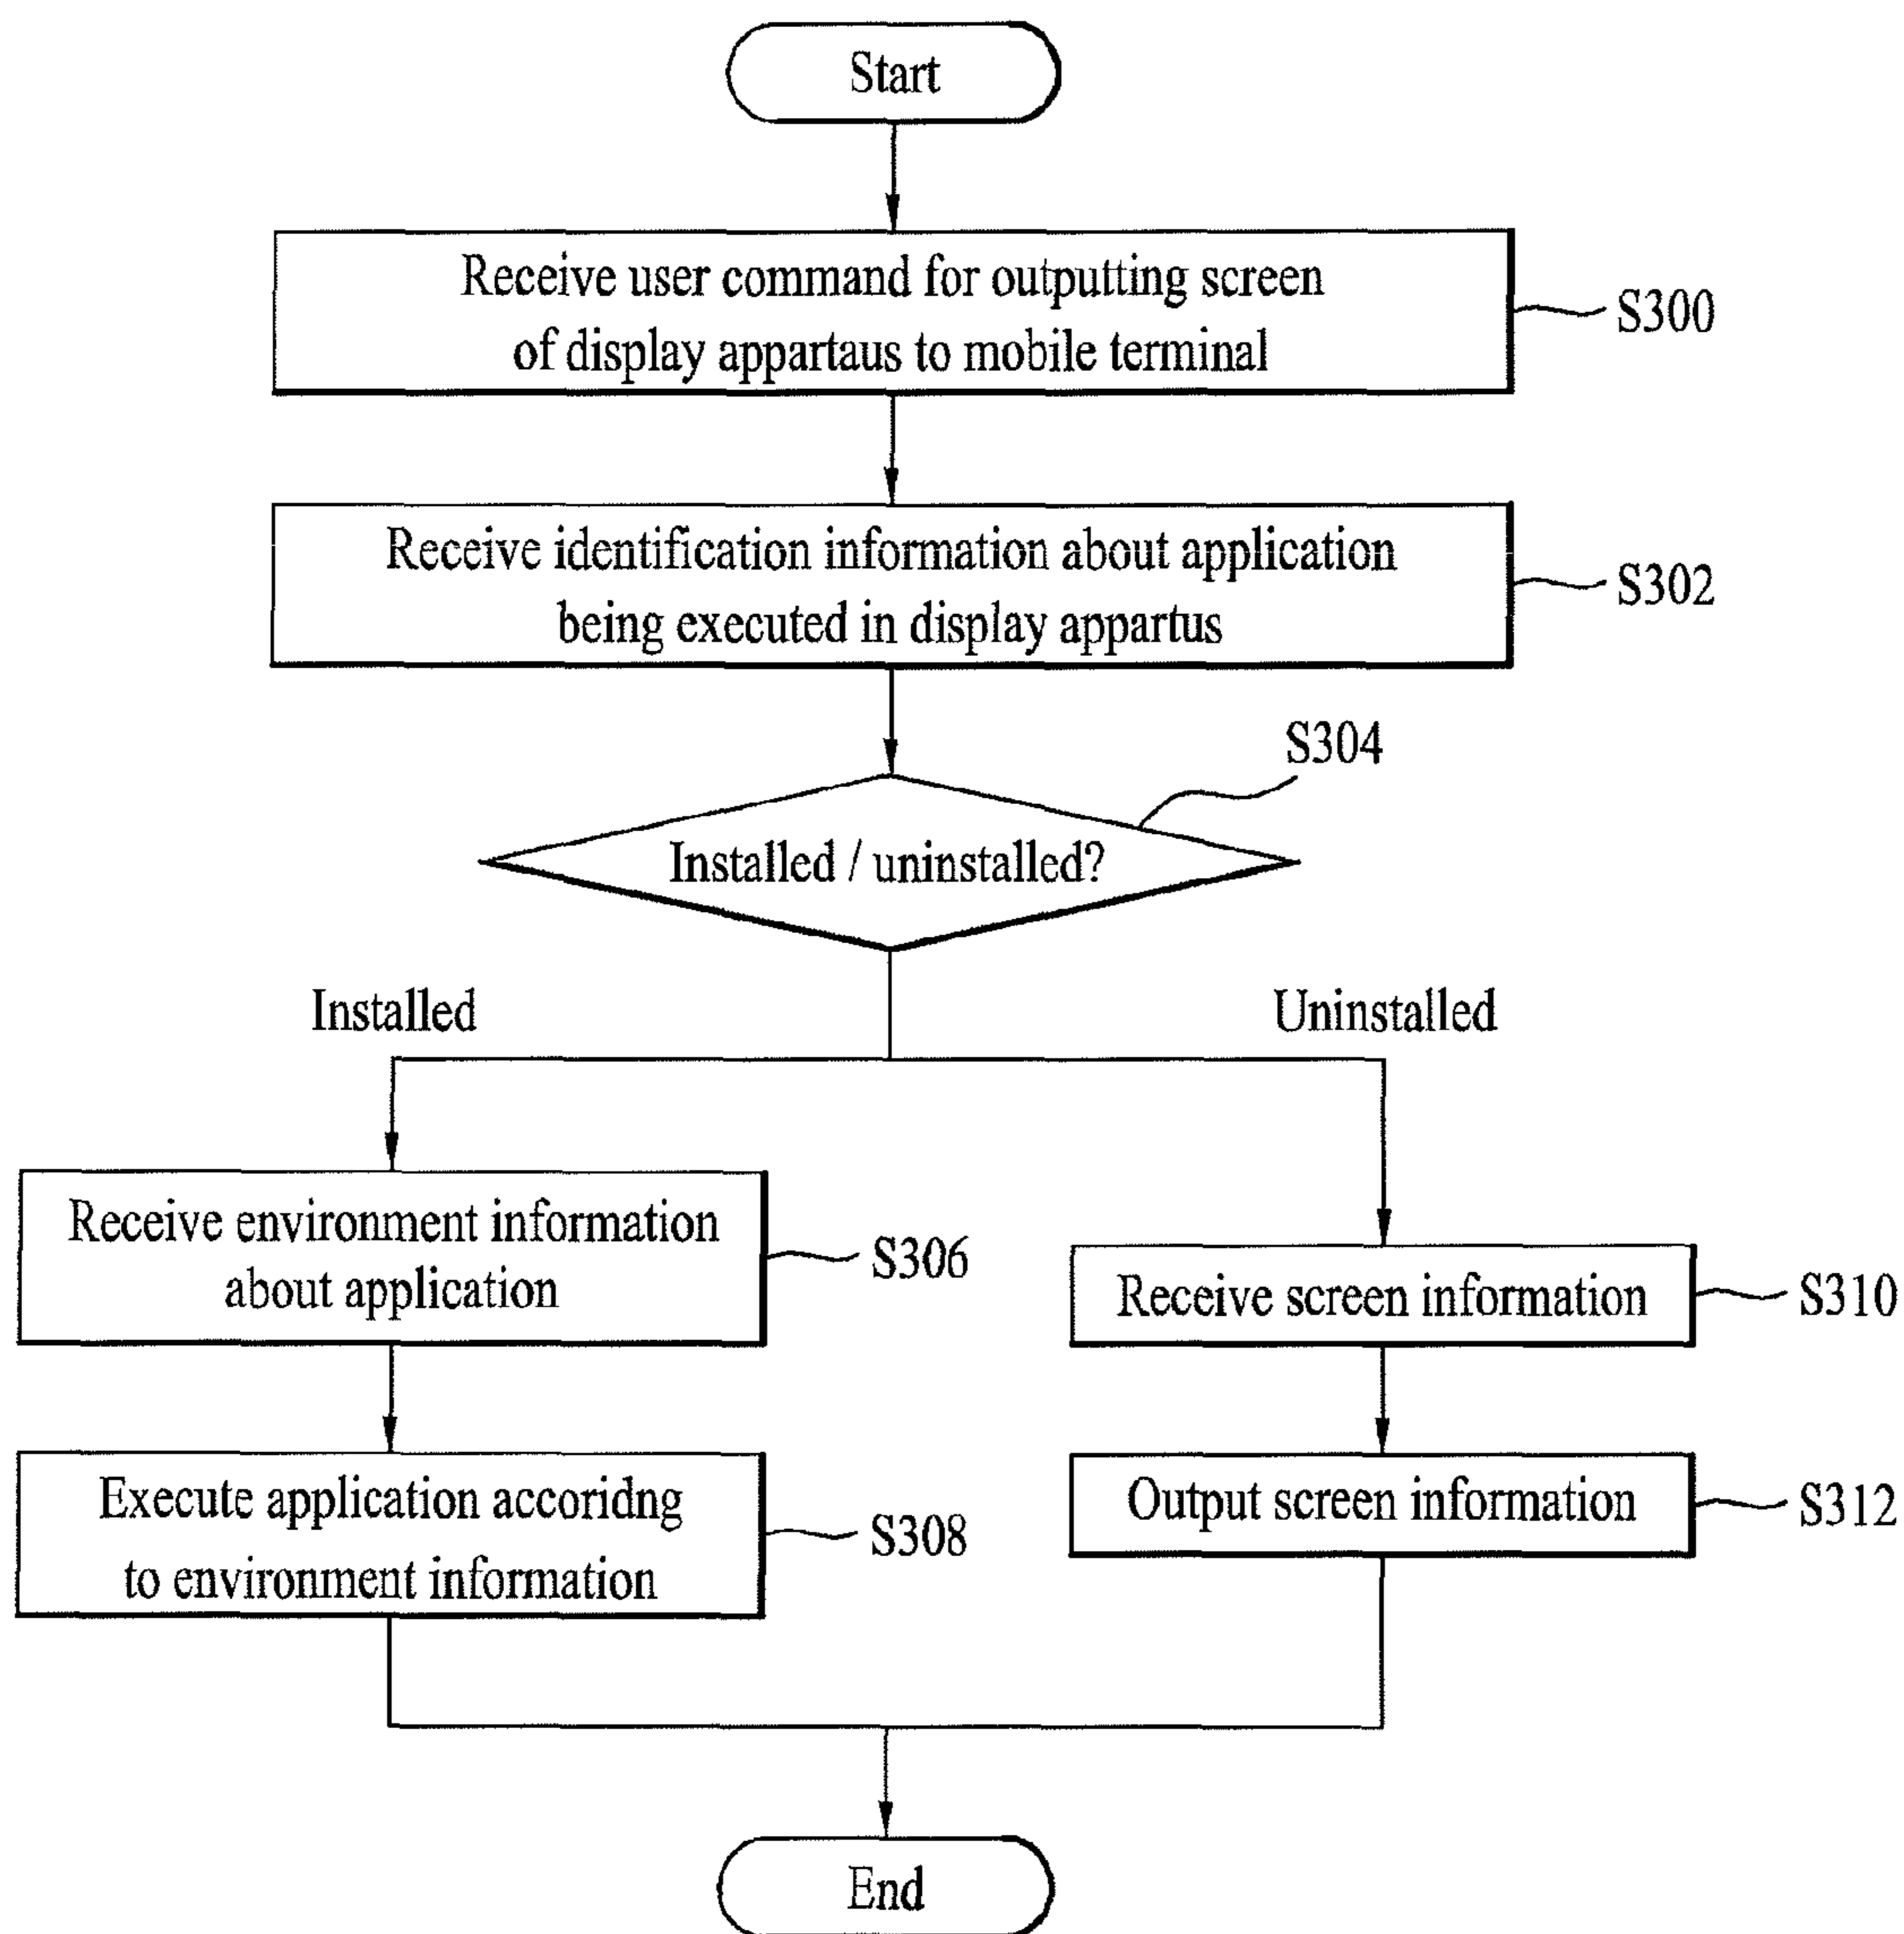 Start
Receive user command for outputting screen
of display appartaus to mobile terminal
S300
Receive identification information about application
being executed in display appartus
S302
S304
Installed / uninstalled?
Installed
Uninstalled
Receive environment information
about application
S306
Receive screen information
S310
Execute application accoridng
to environment information
S308
Output screen information
S312
End